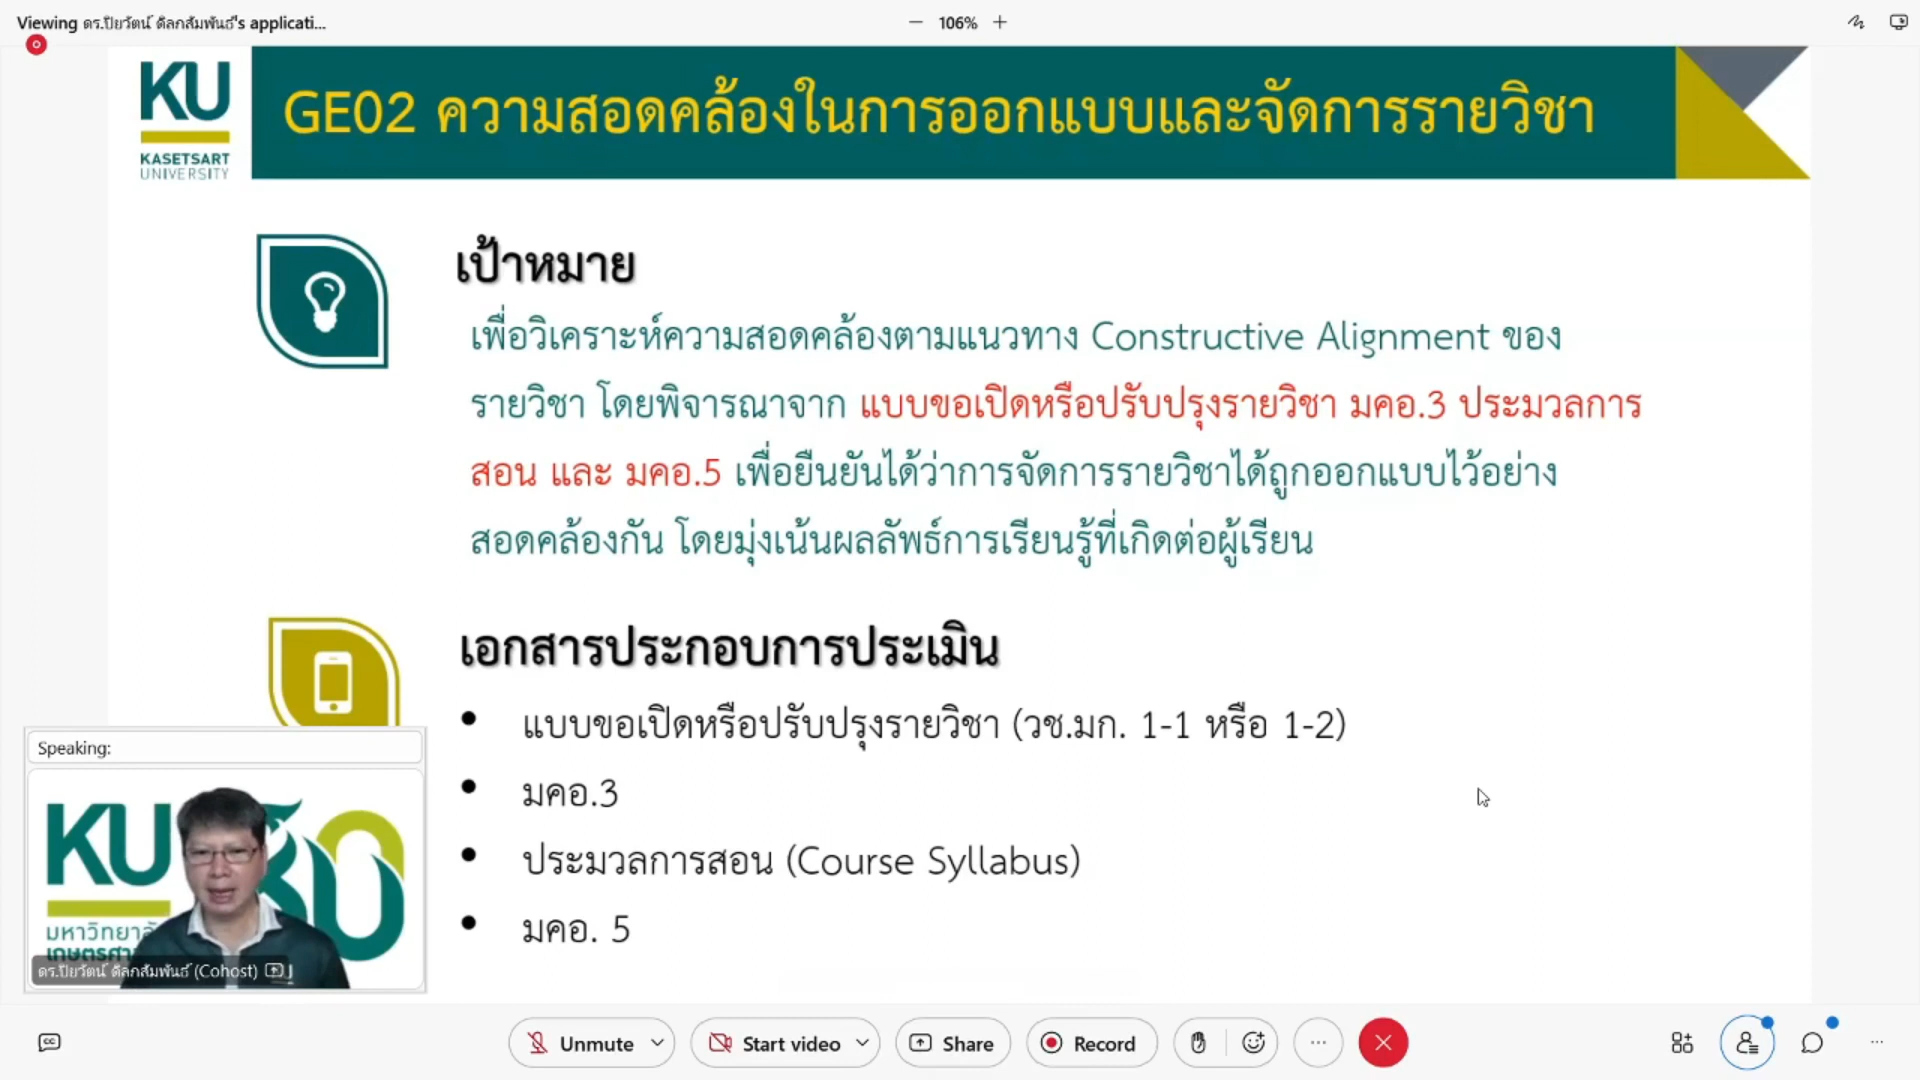 Viewing ดร.ปิยวัตน์ ดิลกสัมพันธ์'s applicati...
106%
KU
KASETSART
UNIVERSITY
GE02 ความสอดคล้องในการออกแบบและจัดการรายวิชา
เป้าหมาย
เพื่อวิเคราะห์ความสอดคล้องตามแนวทาง Constructive Alignment ของ
รายวิชา โดยพิจารณาจาก แบบขอเปิดหรือปรับปรุงรายวิชา มคอ.3 ประมวลการ
สอน และ มคอ.5 เพื่อยืนยันได้ว่าการจัดการรายวิชาได้ถูกออกแบบไว้อย่าง
สอดคล้องกัน โดยมุ่งเน้นผลลัพธ์การเรียนรู้ที่เกิดต่อผู้เรียน
เอกสารประกอบการประเมิน
• แบบขอเปิดหรือปรับปรุงรายวิชา (วช.มก. 1-1 หรือ 1-2)
• มคอ.3
• ประมวลการสอน (Course Syllabus)
• มคอ. 5
Speaking:
KU
80
มหาวิทยาลั
เกษตรศา
ดร.ปิยวัตน์ ดิลกสัมพันธ์ (Cohost)
CC
Unmute
Start video
Share
Record